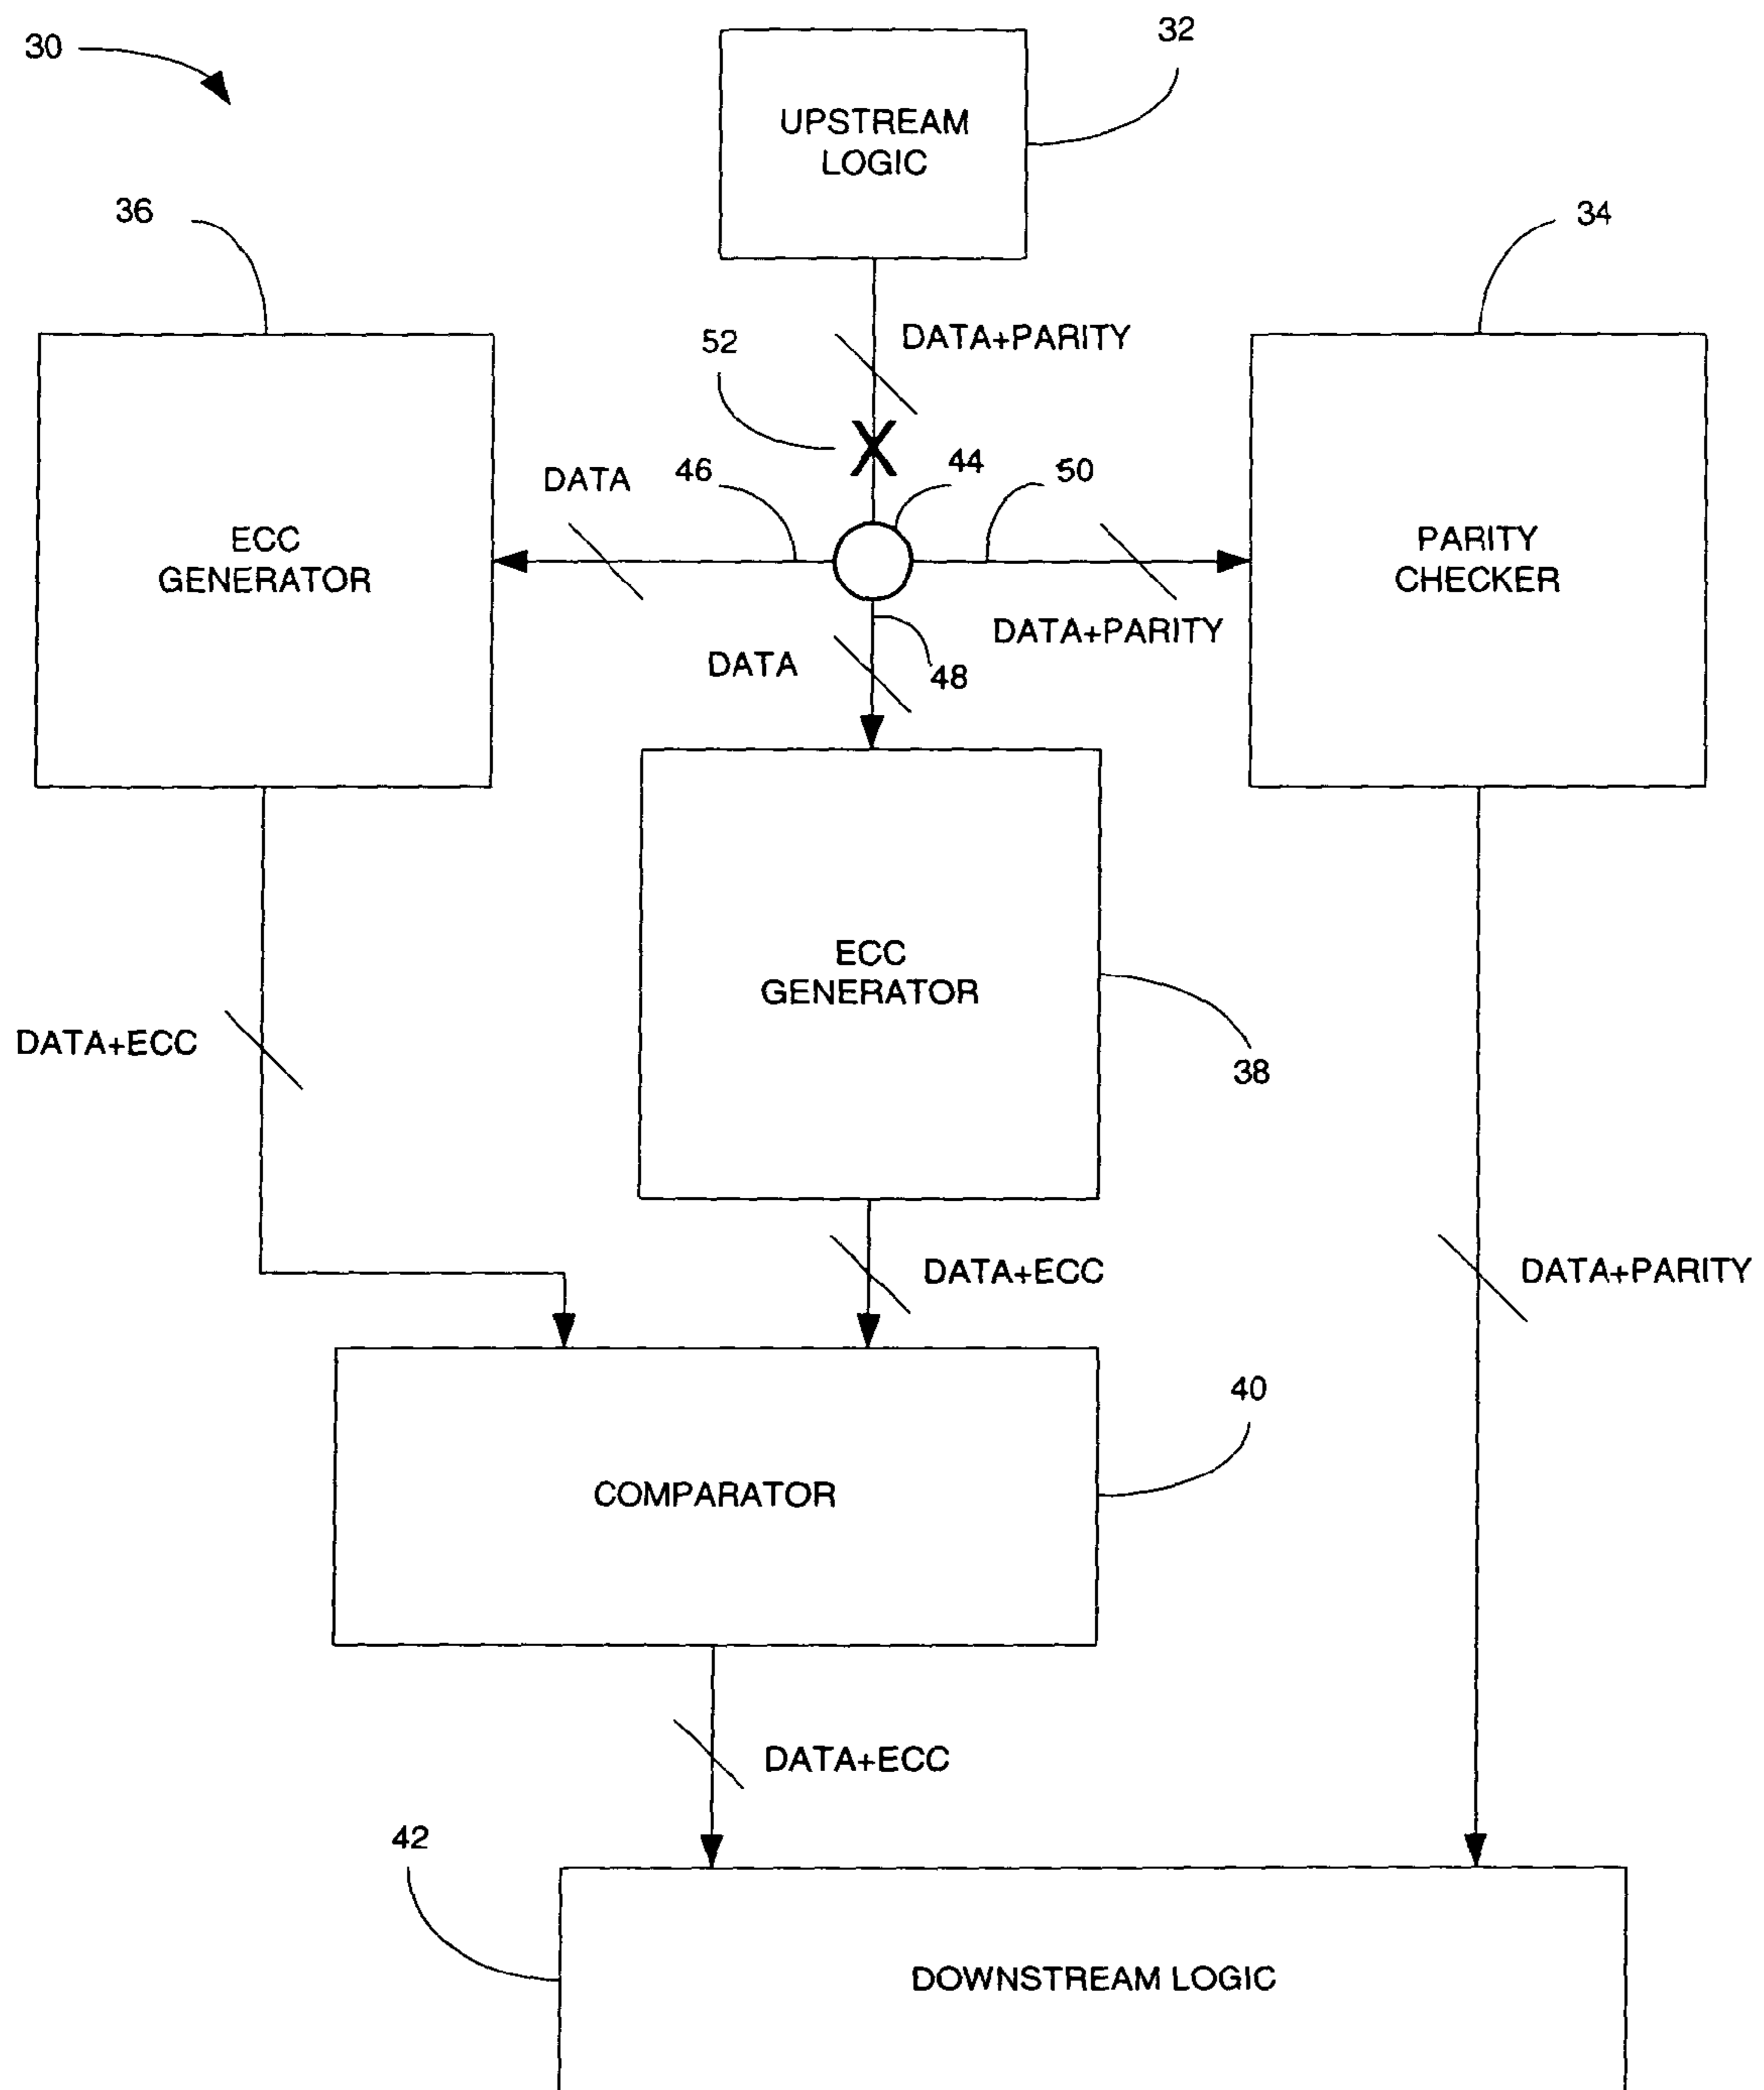 32
30
UPSTREAM
LOGIC
36
34
52
DATA+PARITY
DATA
46
44
50
ECC
GENERATOR
PARITY
CHECKER
DATA+PARITY
DATA
48
ECC
GENERATOR
DATA+ECC
38
DATA+ECC
DATA+PARITY
40
COMPARATOR
DATA+ECC
42
DOWNSTREAM LOGIC